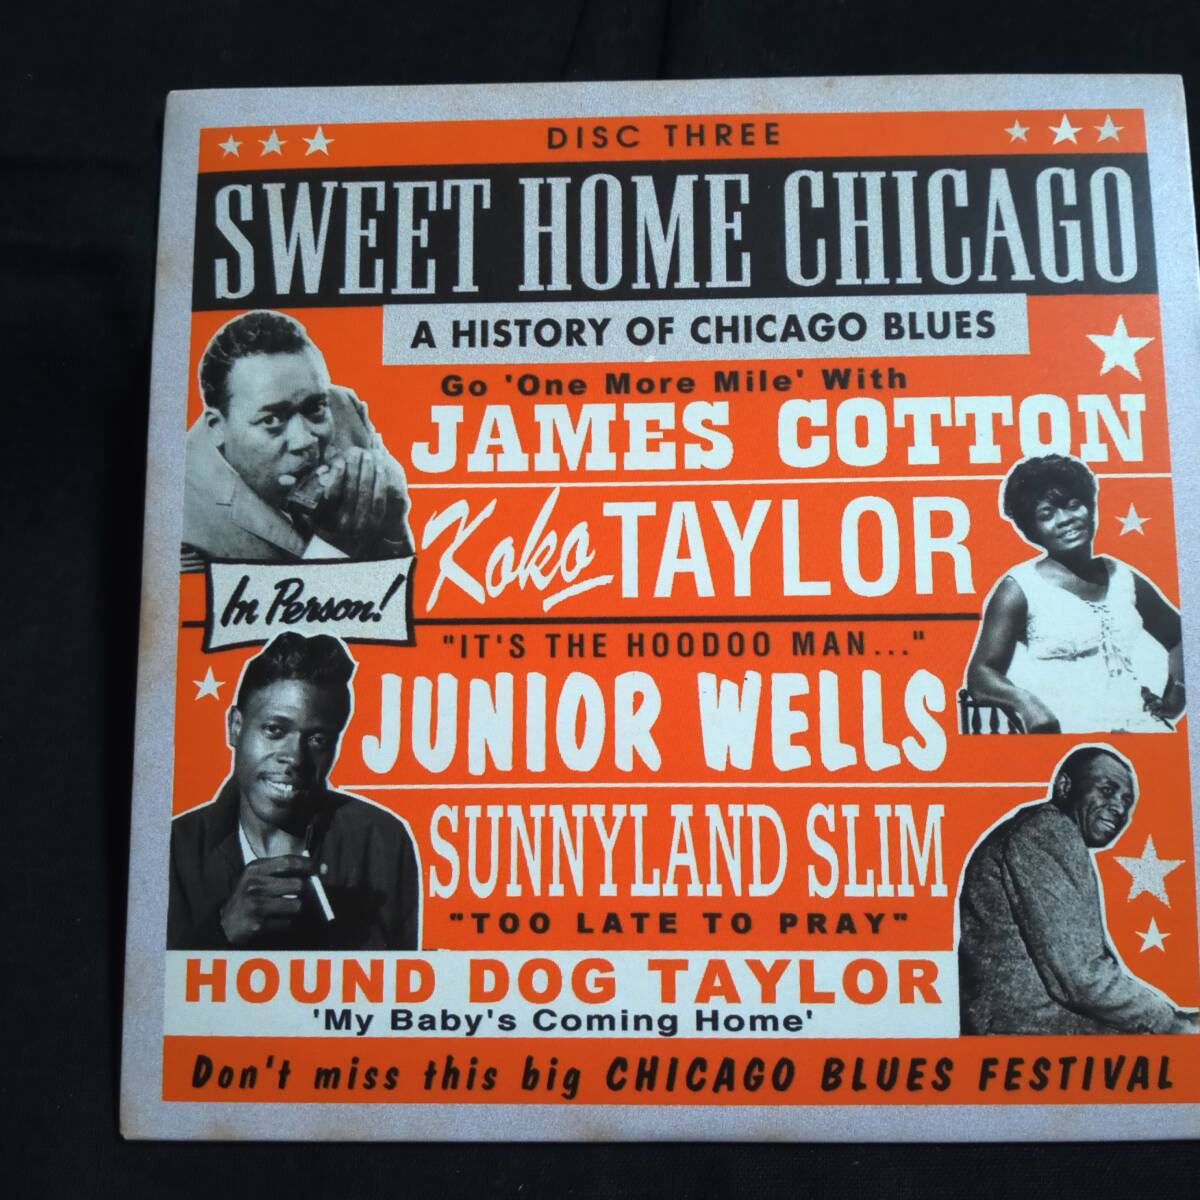 DISC THREE
SWEET HOME CHICAGO
A HISTORY OF CHICAGO BLUES
Go 'One More Mile' With
JAMES COTTON
Koko TAYLOR
In Person!
"IT'S THE HOODOO MAN..."
JUNIOR WELLS
SUNNYLAND SLIM
"TOO LATE TO PRAY"
HOUND DOG TAYLOR
'My Baby's Coming Home'
Don't miss this big CHICAGO BLUES FESTIVAL